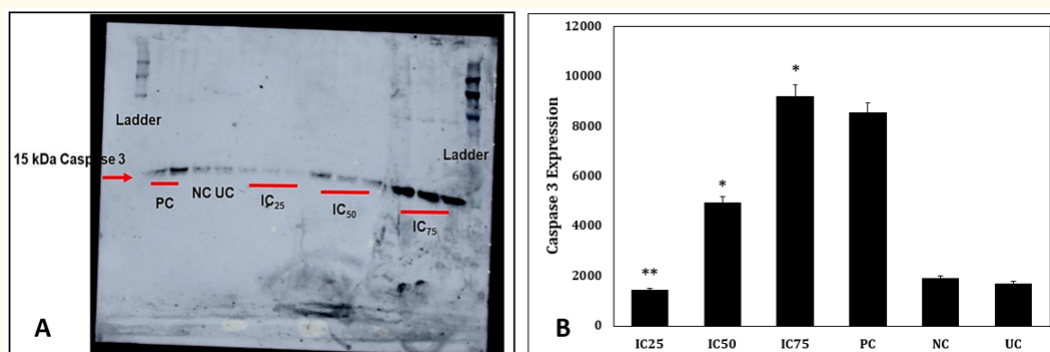 Ladder
15 kDa Caspase 3
PC
NC UC
IC25
IC50
IC75
Ladder
A
Caspase 3 Expression
12000
10000
8000
6000
4000
2000
0
**
*
*
IC25 IC50 IC75 PC NC UC
B